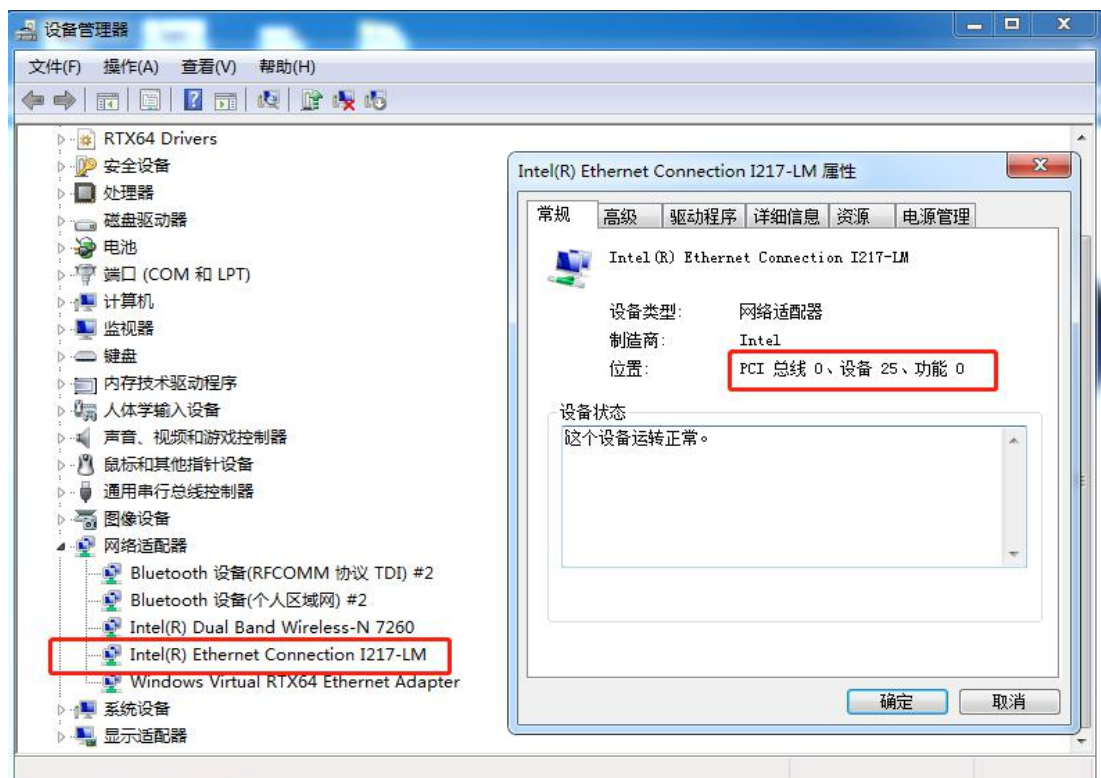 设备管理器
文件(F) 操作(A) 查看(V) 帮助(H)
RTX64 Drivers
安全设备
处理器
磁盘驱动器
电池
端口 (COM 和 LPT)
计算机
监视器
键盘
内存技术驱动程序
人体学输入设备
声音、视频和游戏控制器
鼠标和其他指针设备
通用串行总线控制器
图像设备
网络适配器
Bluetooth 设备(RFCOMM 协议 TDI) #2
Bluetooth 设备(个人区域网) #2
Intel(R) Dual Band Wireless-N 7260
Intel(R) Ethernet Connection I217-LM
Windows Virtual RTX64 Ethernet Adapter
系统设备
显示适配器
Intel(R) Ethernet Connection I217-LM 属性
常规 高级 驱动程序 详细信息 资源 电源管理
Intel(R) Ethernet Connection I217-LM
设备类型: 网络适配器
制造商: Intel
位置: PCI 总线 0、设备 25、功能 0
设备状态
这个设备运转正常。
确定 取消